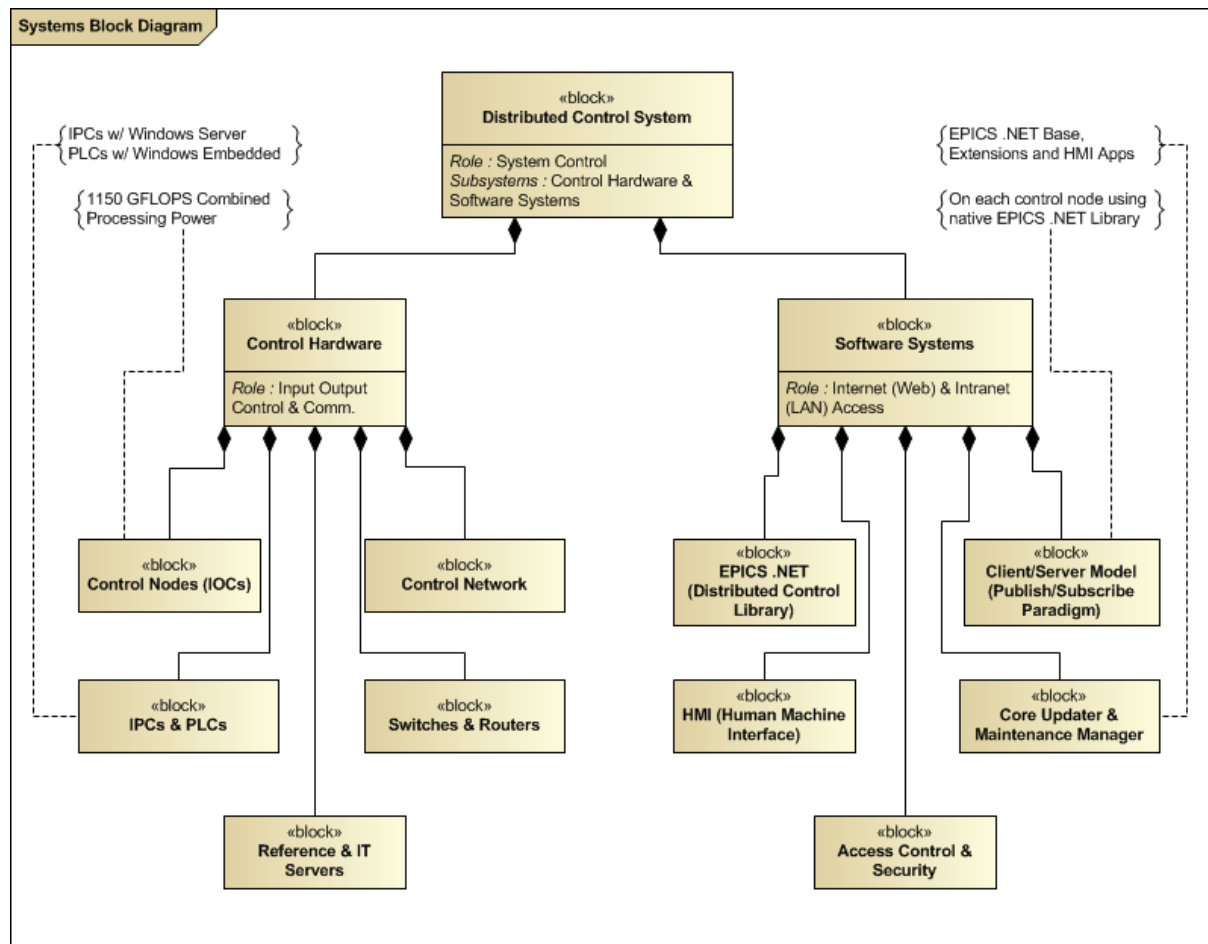 Systems Block Diagram
«block»
Distributed Control System
Role : System Control
Subsystems : Control Hardware &
Software Systems
IPCs w/ Windows Server
PLCs w/ Windows Embedded
1150 GFLOPS Combined
Processing Power
EPICS .NET Base,
Extensions and HMI Apps
On each control node using
native EPICS .NET Library
«block»
Control Hardware
Role : Input Output
Control & Comm.
«block»
Software Systems
Role : Internet (Web) & Intranet
(LAN) Access
«block»
Control Nodes (IOCs)
«block»
Control Network
«block»
EPICS .NET
(Distributed Control
Library)
«block»
Client/Server Model
(Publish/Subscribe
Paradigm)
«block»
IPCs & PLCs
«block»
Switches & Routers
«block»
HMI (Human Machine
Interface)
«block»
Core Updater &
Maintenance Manager
«block»
Reference & IT
Servers
«block»
Access Control &
Security